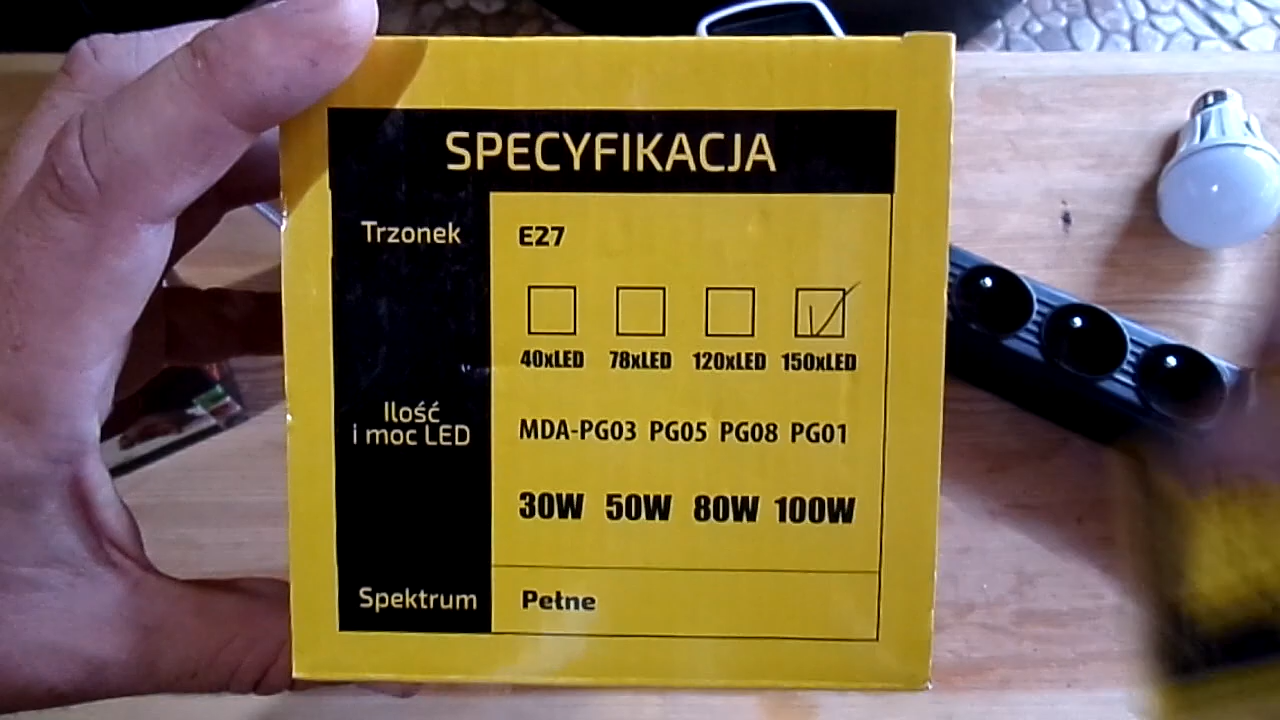 SPECYFIKACJA
Trzonek E27
40xLED 78xLED 120xLED 150xLED
Ilość
i moc LED
MDA-PG03 PG05 PG08 PG01
30W 50W 80W 100W
Spektrum Pełne